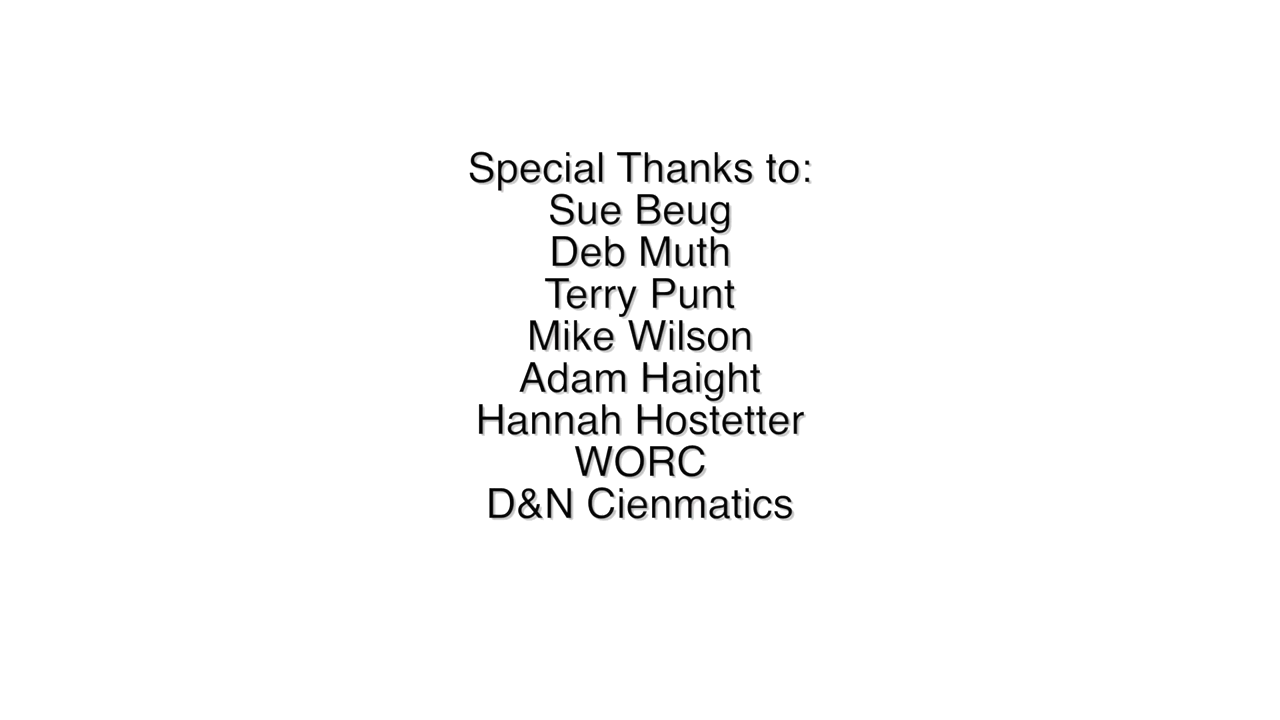 Special Thanks to:
Sue Beug
Deb Muth
Terry Punt
Mike Wilson
Adam Haight
Hannah Hostetter
WORC
D&N Cienmatics